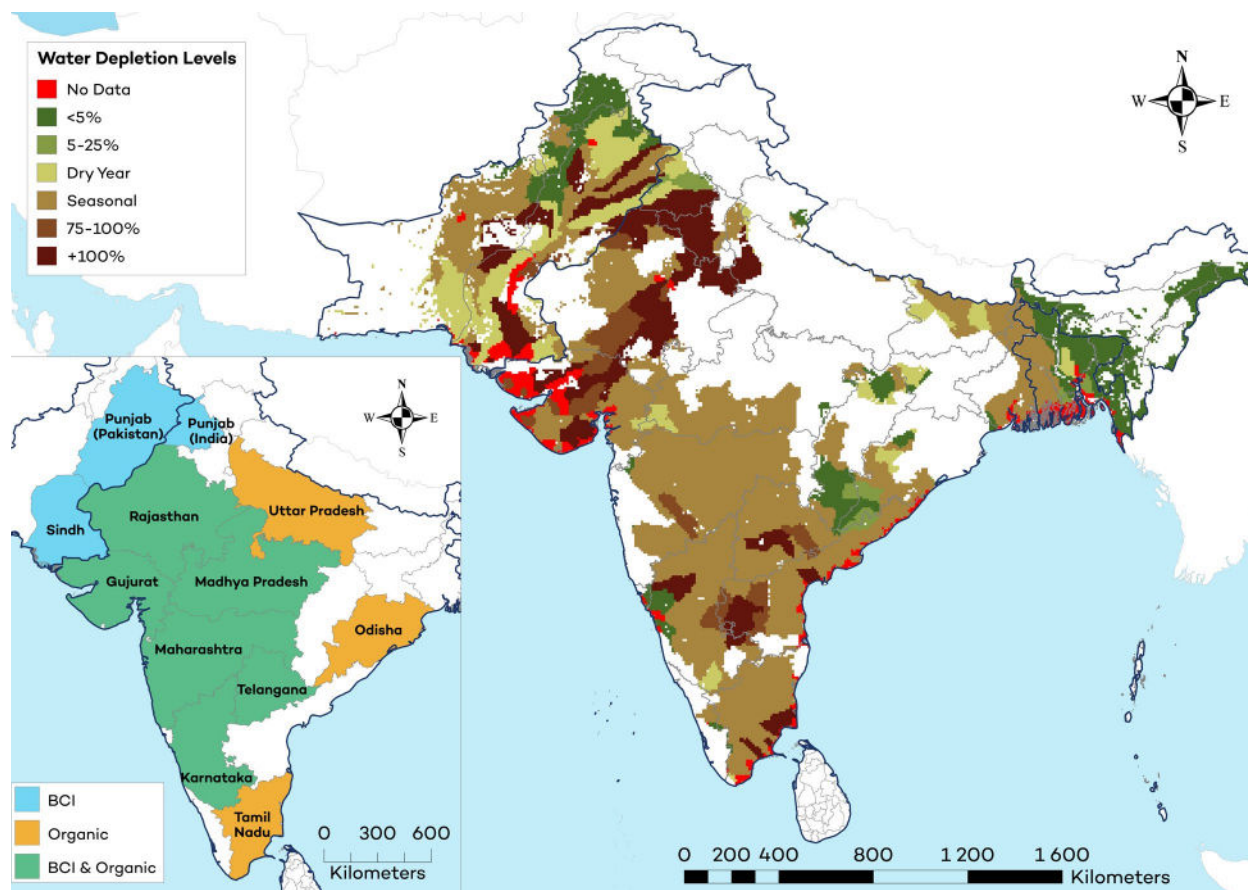 Water Depletion Levels
No Data
<5%
5-25%
Dry Year
Seasonal
75-100%
+100%
N
W
E
S
N
W
E
S
Punjab
(Pakistan)
Punjab
(India)
Sindh
Rajasthan
Uttar Pradesh
Gujurat
Madhya Pradesh
Odisha
Maharashtra
Telangana
Karnataka
Tamil
Nadu
BCI
Organic
BCI & Organic
0 300 600
Kilometers
0 200 400 800 1 200 1 600
Kilometers